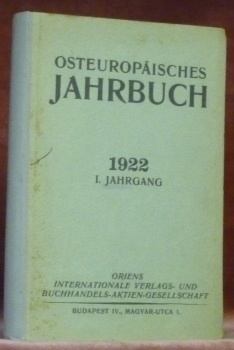 OSTEUROPÄISCHES
JAHRBUCH
1922
I. JAHRGANG
ORIENS
INTERNATIONALE VERLAGS- UND
BUCHHANDELS-AKTIEN-GESELLSCHAFT
BUDAPEST IV., MAGYAR-UTCA 1.